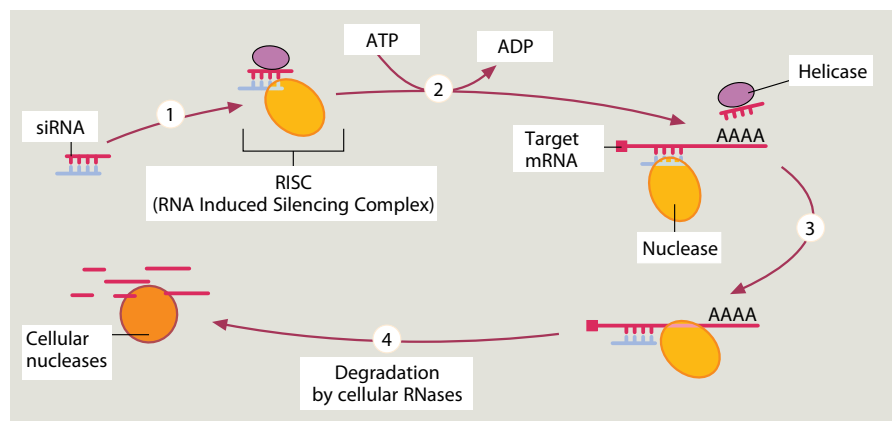 ATP
ADP
Helicase
1
2
siRNA
AAAA
Target
mRNA
RISC
(RNA Induced Silencing Complex)
3
Nuclease
AAAA
Cellular
nucleases
4
Degradation
by cellular RNases